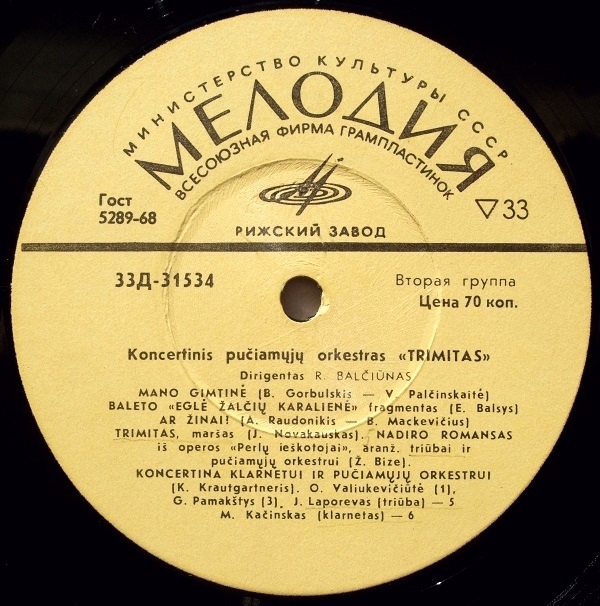 МИНИСТЕРСТВО КУЛЬТУРЫ СССР
МЕЛОДИЯ
ВСЕСОЮЗНАЯ ФИРМА ГРАМПЛАСТИНОК
Гост
5289-68
▽33
РИЖСКИЙ ЗАВОД
33Д-31534
Вторая группа
Цена 70 коп.
Koncertinis pučiamųjų orkestras «TRIMITAS»
Dirigentas R. BALČIŪNAS
MANO GIMTINĖ (B. Gorbulskis — V. Palčinskaitė)
BALETO «EGLĖ ŽALČIŲ KARALIENĖ» fragmentas (E. Balsys)
AR ŽINAI? (A. Raudonikis — B. Mackevičius)
TRIMITAS, maršas (J. Novakauskas). NADIRO ROMANSAS
iš operos «Perlų ieškotojai», aranž. triūbai ir
pučiamųjų orkestrui (Ž. Bize).
KONCERTINA KLARNETUI IR PUČIAMŲJŲ ORKESTRUI
(K. Krautgartneris). O. Valiukevičiūtė (1),
G. Pamakštys (3), J. Laporevas (triūba) — 5
M. Kačinskas (klarnetas) — 6